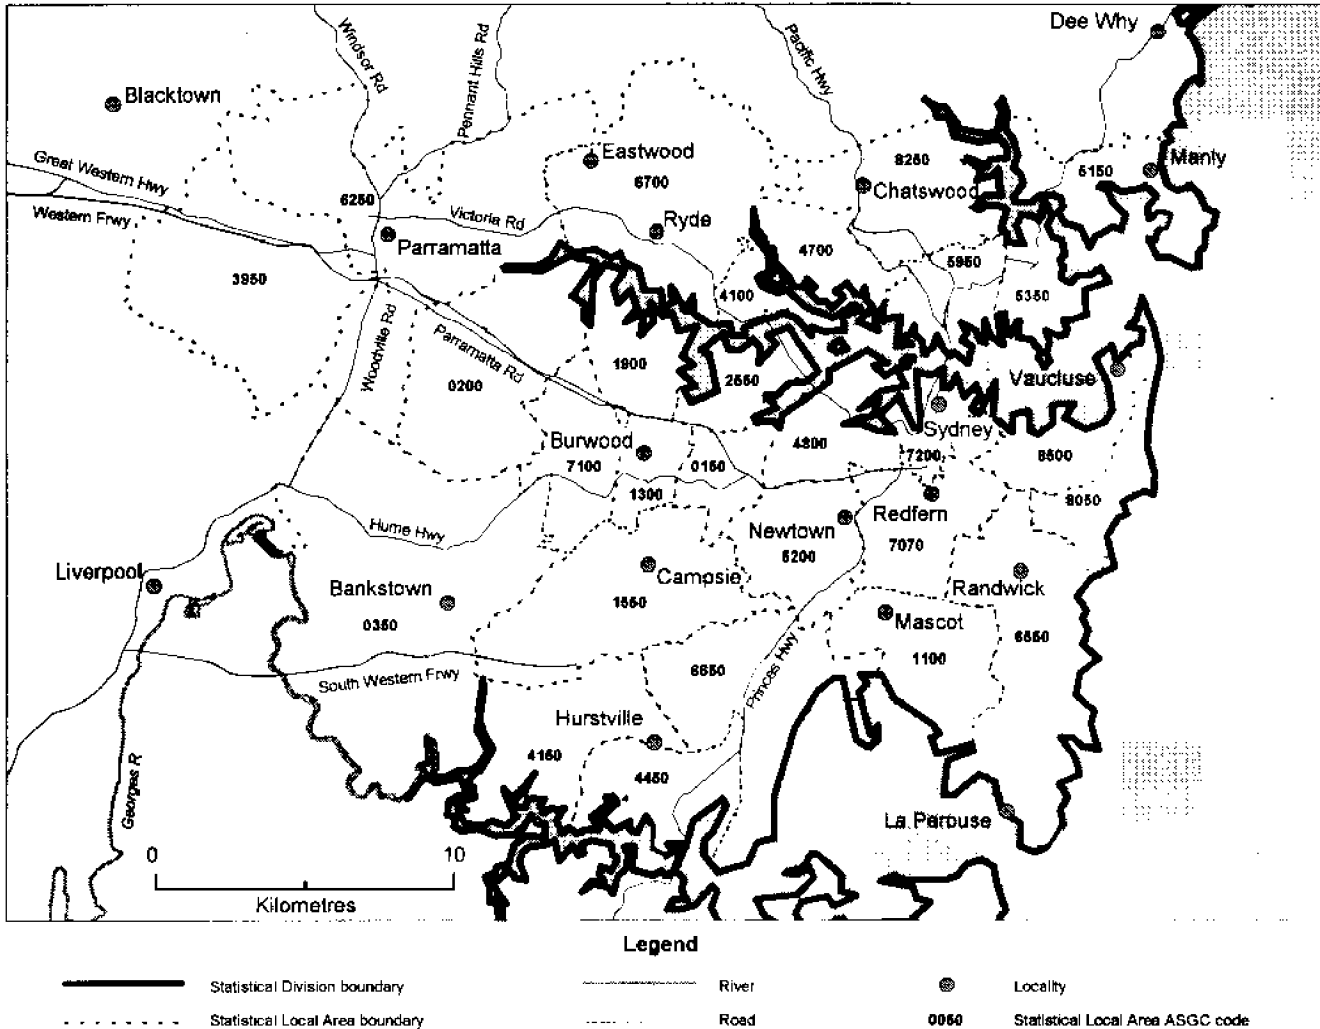 Dee Why
Windsor Rd
Pennant Hills Rd
Pacific Hwy
Blacktown
Great Western Hwy
Western Frwy
Eastwood
6700
8250
Chatswood
5150
Manly
6250
Victoria Rd
Parramatta
Ryde
4700
5950
3950
4100
5350
Woodville Rd
Parramatta Rd
0200
1900
2550
Vaucluse
Sydney
Burwood
7100
0150
4800
7200
8500
1300
8050
Hume Hwy
Newtown
5200
Redfern
7070
Liverpool
Bankstown
0350
Campsie
1550
Randwick
6550
Mascot
1100
South Western Frwy
6650
Princes Hwy
Hurstville
4150
4450
Georges R
La Perouse
0 10
Kilometres
Legend
Statistical Division boundary
River
Locality
Statistical Local Area boundary
Road
0050
Statistical Local Area ASGC code